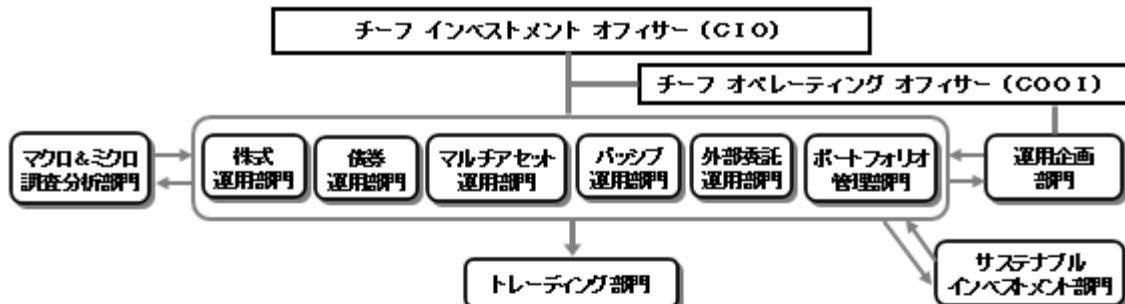 チーフ インベストメント オフィサー（CIO）
チーフ オペレーティング オフィサー（COOI）
マクロ&ミクロ
調査分析部門
株式
運用部門
債券
運用部門
マルチアセット
運用部門
パッシブ
運用部門
外部委託
運用部門
ポートフォリオ
管理部門
運用企画
部門
トレーディング部門
サステナブル
インベストメント部門